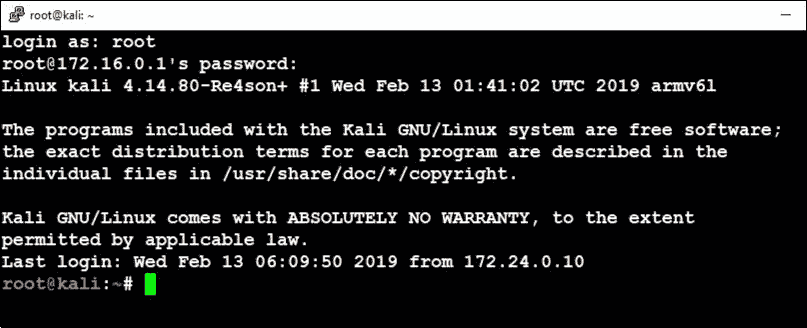 root@kali: ~
login as: root
root@172.16.0.1's password:
Linux kali 4.14.80-Re4son+ #1 Wed Feb 13 01:41:02 UTC 2019 armv6l
The programs included with the Kali GNU/Linux system are free software;
the exact distribution terms for each program are described in the
individual files in /usr/share/doc/*/copyright.
Kali GNU/Linux comes with ABSOLUTELY NO WARRANTY, to the extent
permitted by applicable law.
Last login: Wed Feb 13 06:09:50 2019 from 172.24.0.10
root@kali:~#